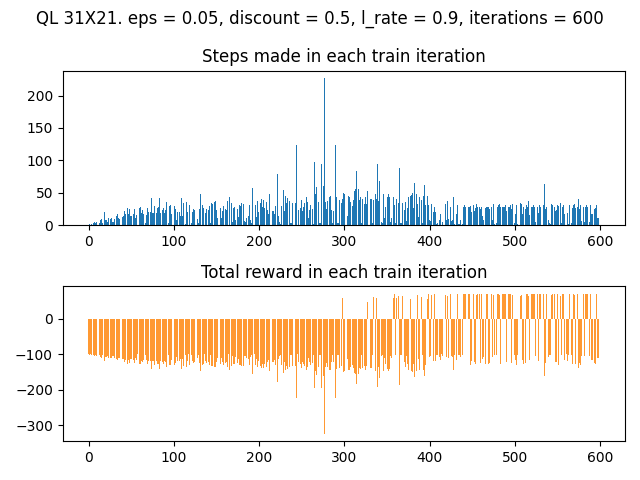 QL 31X21. eps = 0.05, discount = 0.5, l_rate = 0.9, iterations = 600
Steps made in each train iteration
200
150
100
50
0
0 100 200 300 400 500 600
Total reward in each train iteration
0
−100
−200
−300
0 100 200 300 400 500 600